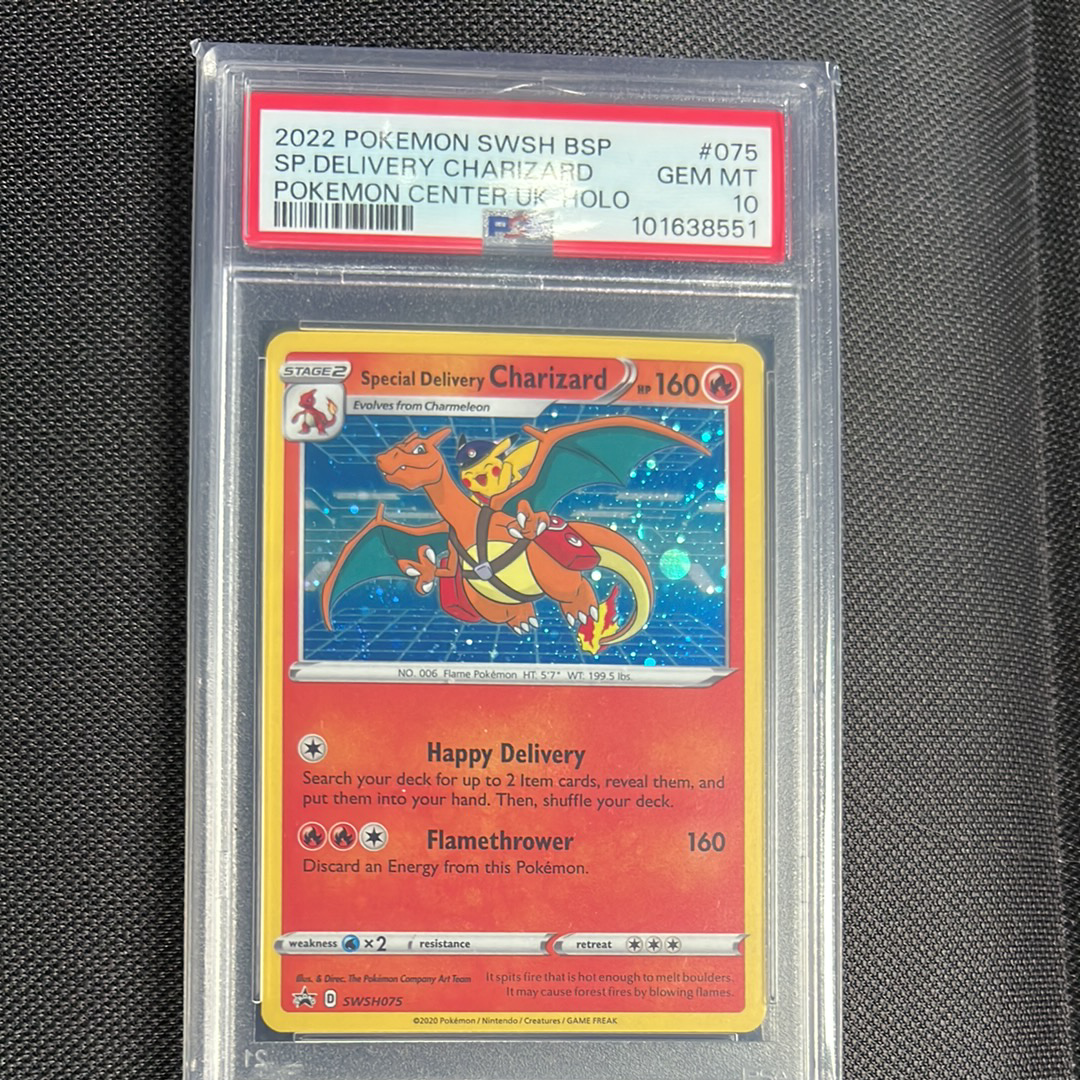 2022 POKEMON SWSH BSP #075
SP.DELIVERY CHARIZARD GEM MT
POKEMON CENTER UK-HOLO 10
101638551
STAGE2
Special Delivery Charizard HP 160
Evolves from Charmeleon
NO. 006 Flame Pokémon HT: 5'7" WT: 199.5 lbs.
Happy Delivery
Search your deck for up to 2 Item cards, reveal them, and
put them into your hand. Then, shuffle your deck.
Flamethrower 160
Discard an Energy from this Pokémon.
weakness ×2 resistance retreat
Illus. & Direc. The Pokémon Company Art Team
It spits fire that is hot enough to melt boulders.
It may cause forest fires by blowing flames.
D SWSH075
©2020 Pokémon / Nintendo / Creatures / GAME FREAK